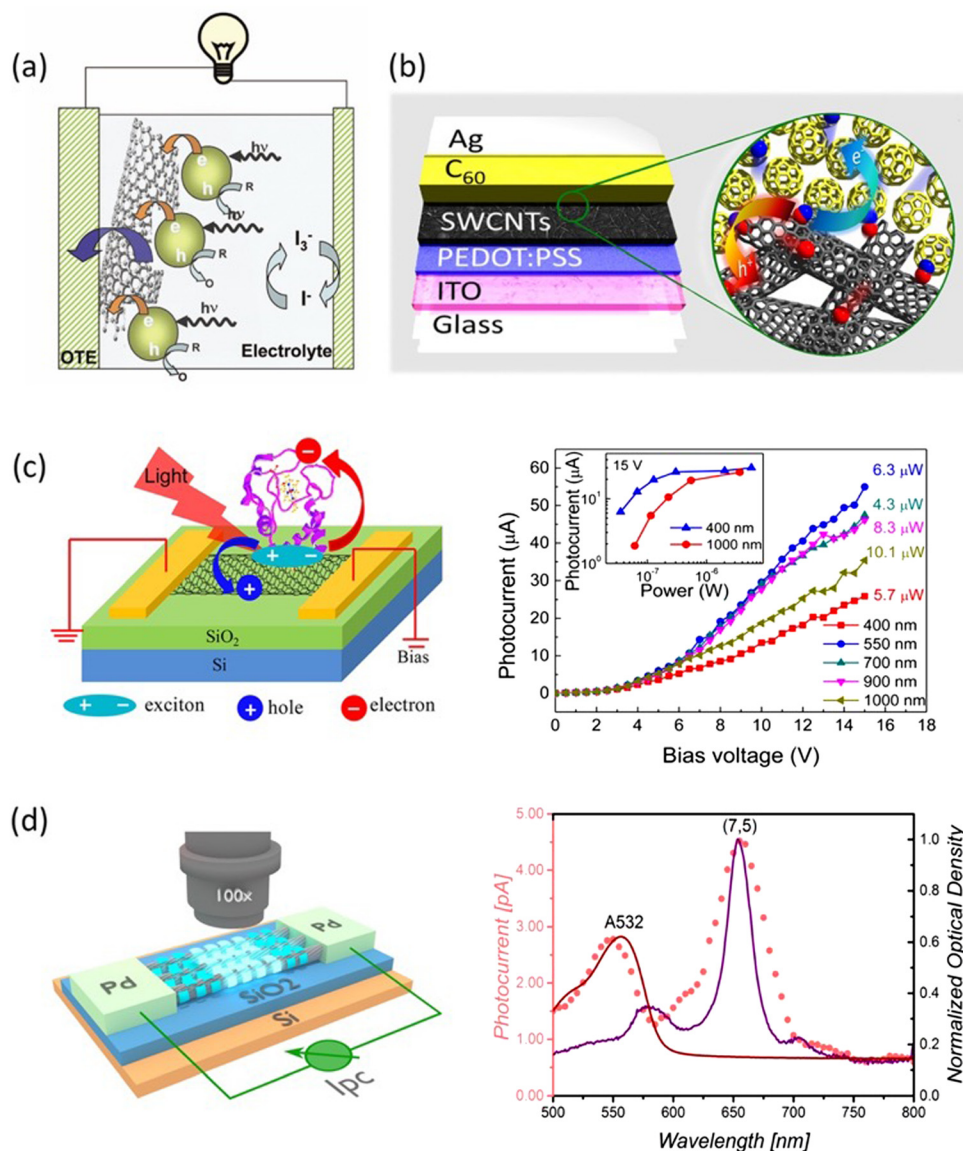 (a)
e
h
hν
R
O
e
h
hν
R
O
e
h
hν
R
O
I₃⁻
I⁻
OTE
Electrolyte
(b)
Ag
C₆₀
SWCNTs
PEDOT:PSS
ITO
Glass
e⁻
h⁺
(c)
Light
+ −
+
−
SiO₂
Si
Bias
+ − exciton
+ hole
− electron
Photocurrent (μA)
60
50
40
30
20
10
0
0 2 4 6 8 10 12 14 16 18
Bias voltage (V)
Photocurrent (μA)
10¹
10⁰
15 V
400 nm
1000 nm
10⁻⁷ 10⁻⁶
Power (W)
6.3 μW
4.3 μW
8.3 μW
10.1 μW
5.7 μW
400 nm
550 nm
700 nm
900 nm
1000 nm
(d)
100x
Pd
Pd
SiO2
Si
Ipc
Photocurrent [pA]
5.00
4.00
3.00
2.00
1.00
0.00
A532
(7,5)
1.0
0.8
0.6
0.4
0.2
0.0
Normalized Optical Density
500 550 600 650 700 750 800
Wavelength [nm]